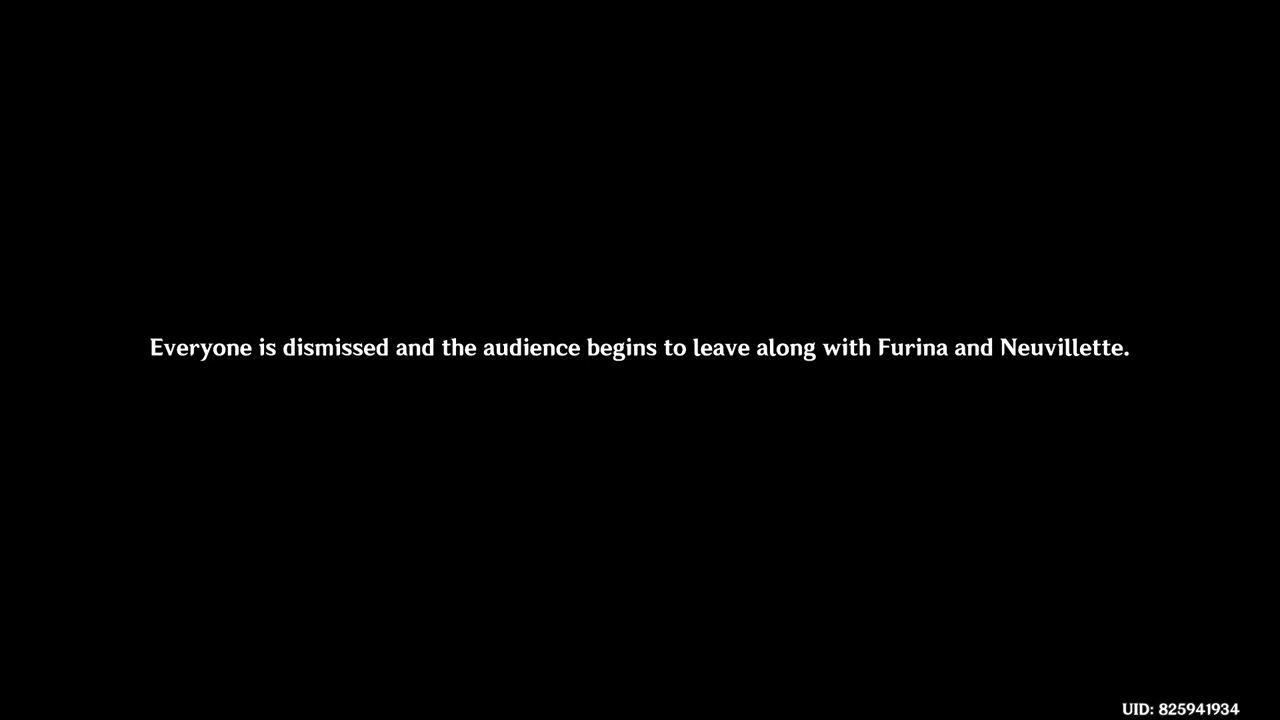 Everyone is dismissed and the audience begins to leave along with Furina and Neuvillette.
UID: 825941934